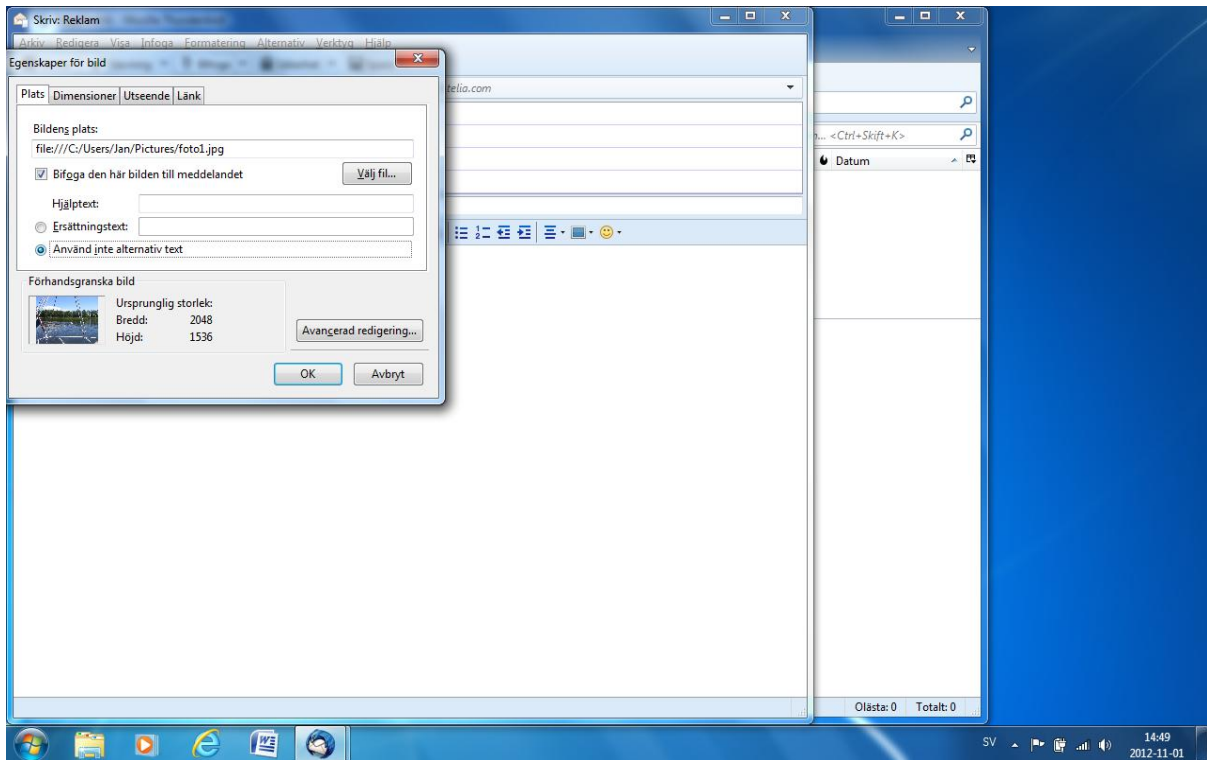 Skriv: Reklam
Arkiv Redigera Visa Infoga Formatering Alternativ Verktyg Hjälp
Egenskaper för bild
telia.com
Plats Dimensioner Utseende Länk
Bildens plats:
file:///C:/Users/Jan/Pictures/foto1.jpg
... <Ctrl+Skift+K>
Bifoga den här bilden till meddelandet Välj fil...
Datum
Hjälptext:
Ersättningstext:
Använd inte alternativ text
Förhandsgranska bild
Ursprunglig storlek:
Bredd: 2048
Höjd: 1536
Avancerad redigering...
OK Avbryt
Olästa: 0 Totalt: 0
SV 14:49
2012-11-01